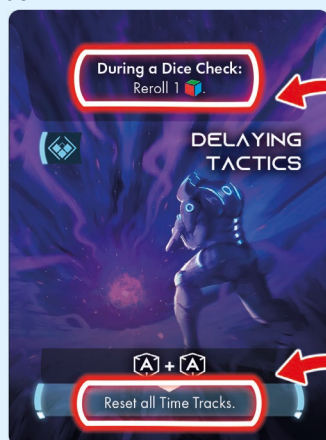 During a Dice Check:
Reroll 1 .
DELAYING
TACTICS
A + A
Reset all Time Tracks.